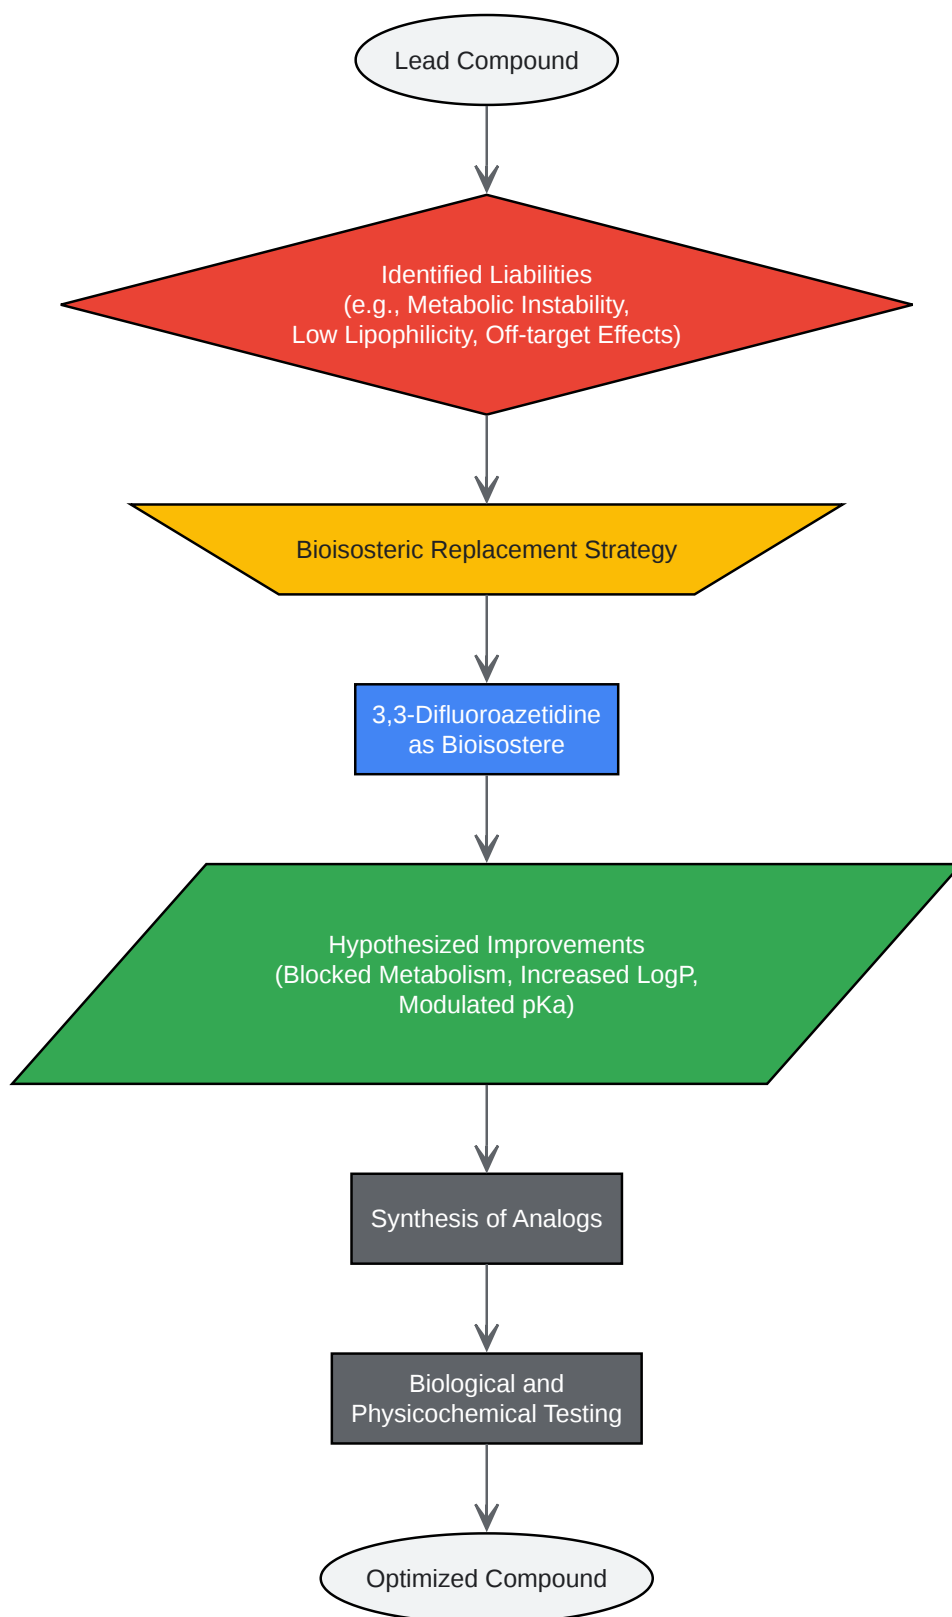 Lead Compound
Identified Liabilities
(e.g., Metabolic Instability,
Low Lipophilicity, Off-target Effects)
Bioisosteric Replacement Strategy
3,3-Difluoroazetidine
as Bioisostere
Hypothesized Improvements
(Blocked Metabolism, Increased LogP,
Modulated pKa)
Synthesis of Analogs
Biological and
Physicochemical Testing
Optimized Compound